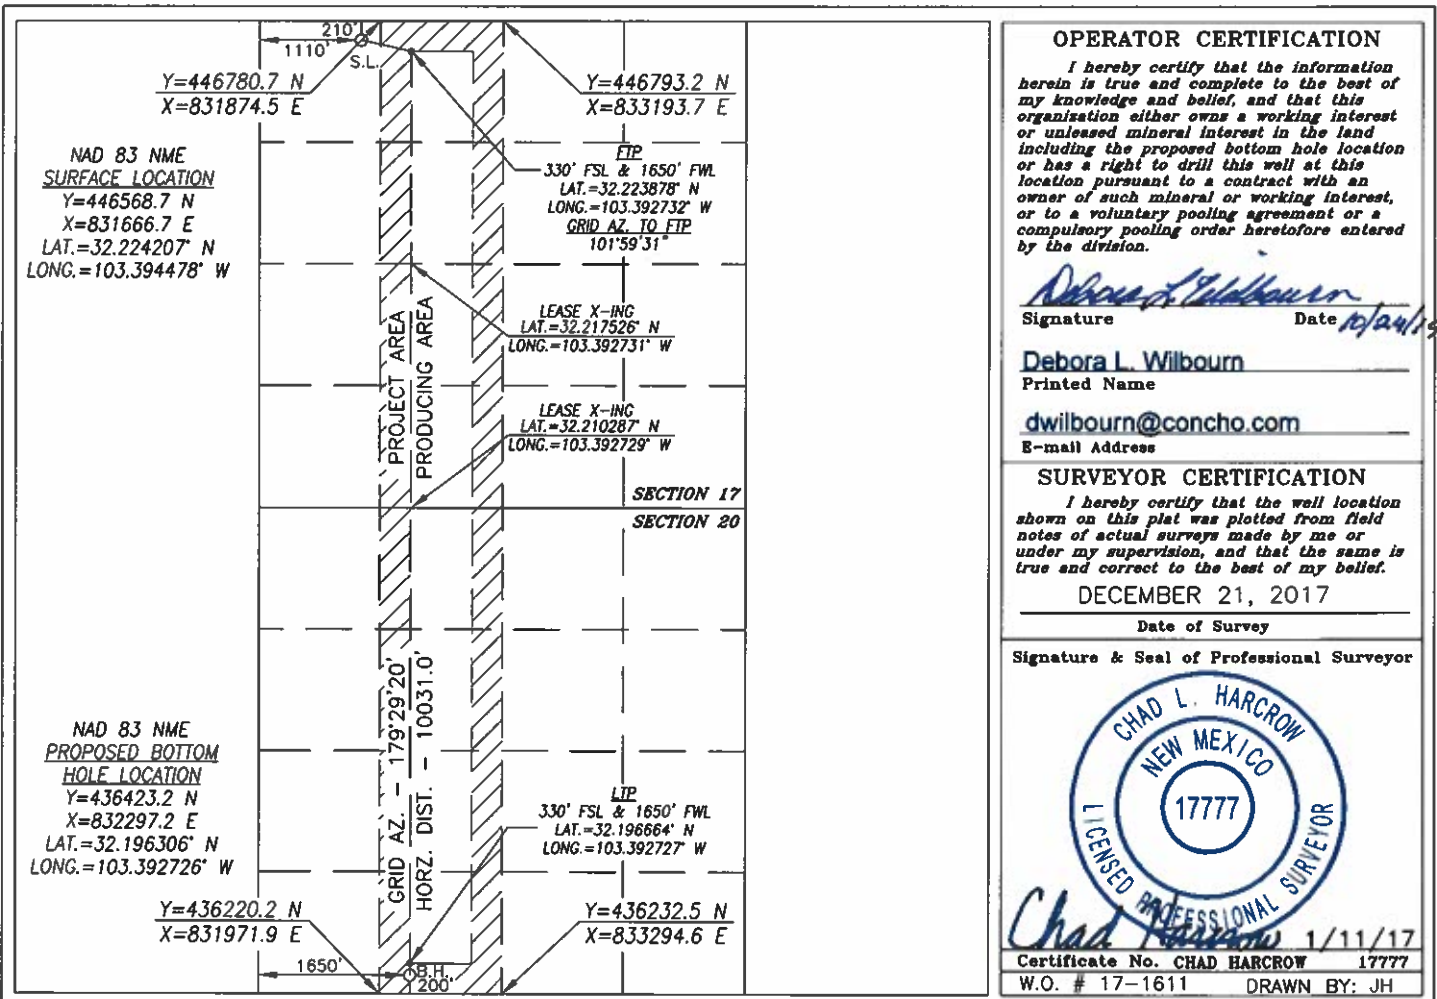 210'
1110'
S.L.
Y=446780.7 N
X=831874.5 E
Y=446793.2 N
X=833193.7 E
NAD 83 NME
SURFACE LOCATION
Y=446568.7 N
X=831666.7 E
LAT.=32.224207° N
LONG.=103.394478° W
FTP
330' FSL & 1650' FWL
LAT.=32.223878° N
LONG.=103.392732° W
GRID AZ. TO FTP
101°59'31"
LEASE X-ING
LAT.=32.217526° N
LONG.=103.392731° W
PROJECT AREA
PRODUCING AREA
LEASE X-ING
LAT.=32.210287° N
LONG.=103.392729° W
SECTION 17
SECTION 20
GRID AZ. - 179°29'20'
HORZ. DIST. - 10031.0'
NAD 83 NME
PROPOSED BOTTOM
HOLE LOCATION
Y=436423.2 N
X=832297.2 E
LAT.=32.196306° N
LONG.=103.392726° W
LTP
330' FSL & 1650' FWL
LAT.=32.196664° N
LONG.=103.392727° W
Y=436220.2 N
X=831971.9 E
Y=436232.5 N
X=833294.6 E
1650'
B.H.
200'
OPERATOR CERTIFICATION
I hereby certify that the information
herein is true and complete to the best of
my knowledge and belief, and that this
organization either owns a working interest
or unleased mineral interest in the land
including the proposed bottom hole location
or has a right to drill this well at this
location pursuant to a contract with an
owner of such mineral or working interest,
or to a voluntary pooling agreement or a
compulsory pooling order heretofore entered
by the division.
Signature Date
Debora L. Wilbourn
Printed Name
dwilbourn@concho.com
E-mail Address
SURVEYOR CERTIFICATION
I hereby certify that the well location
shown on this plat was plotted from field
notes of actual surveys made by me or
under my supervision, and that the same is
true and correct to the best of my belief.
DECEMBER 21, 2017
Date of Survey
Signature & Seal of Professional Surveyor
CHAD L. HARCROW
NEW MEXICO
17777
LICENSED PROFESSIONAL SURVEYOR
Chad Harcrow 1/11/17
Certificate No. CHAD HARCROW 17777
W.O. # 17-1611 DRAWN BY: JH